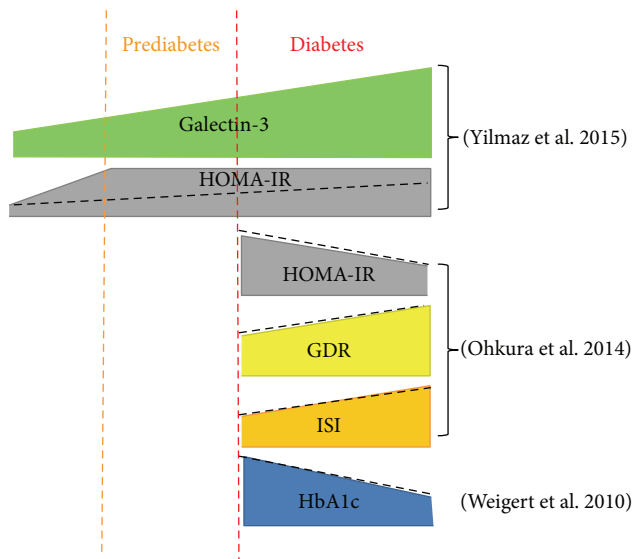 Prediabetes
Diabetes
Galectin-3
(Yilmaz et al. 2015)
HOMA-IR
HOMA-IR
GDR
(Ohkura et al. 2014)
ISI
HbA1c
(Weigert et al. 2010)